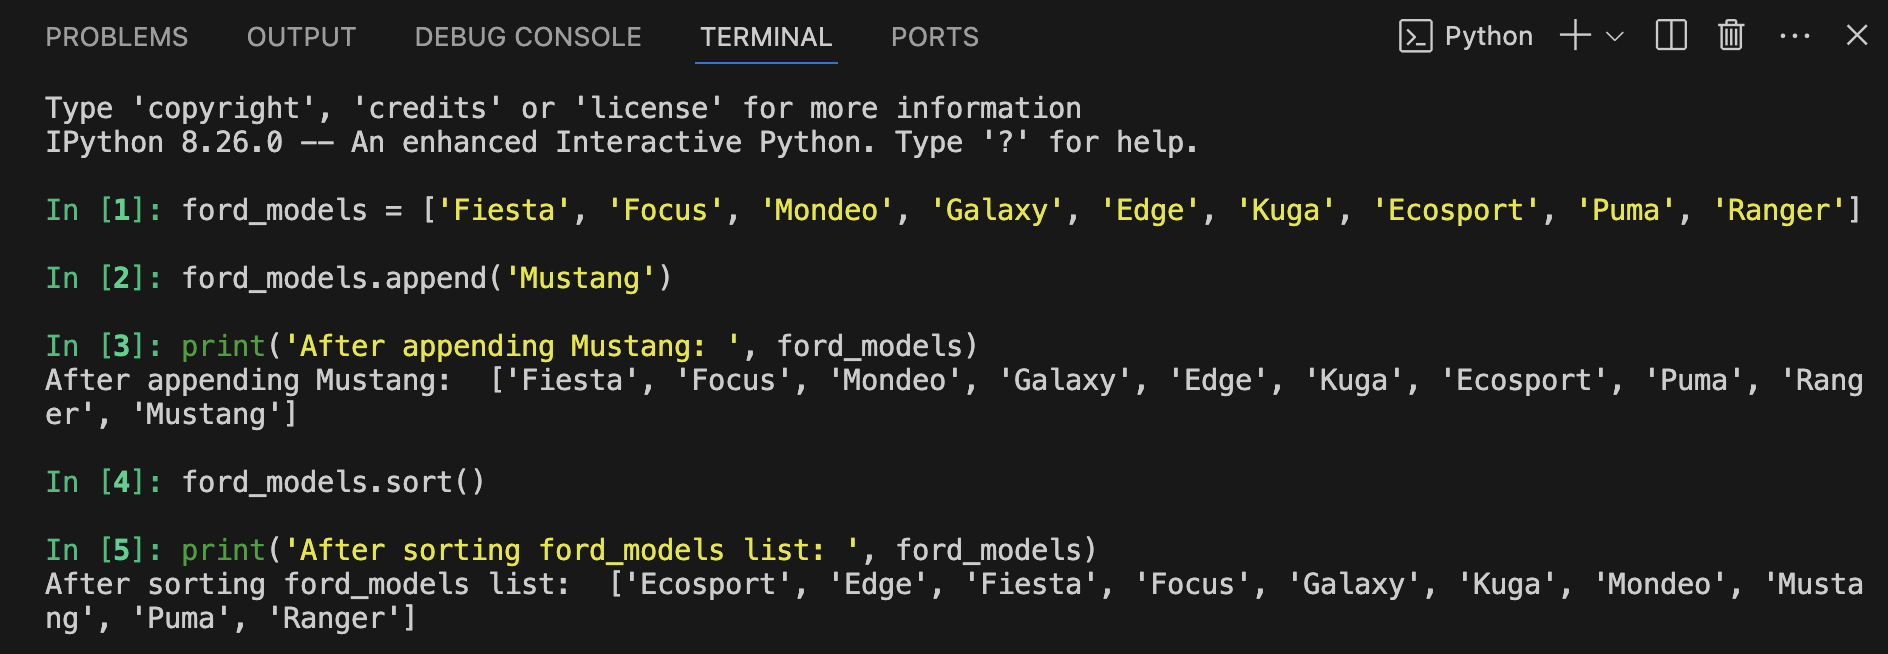 PROBLEMS OUTPUT DEBUG CONSOLE TERMINAL PORTS Python
Type 'copyright', 'credits' or 'license' for more information
IPython 8.26.0 -- An enhanced Interactive Python. Type '?' for help.
In [1]: ford_models = ['Fiesta', 'Focus', 'Mondeo', 'Galaxy', 'Edge', 'Kuga', 'Ecosport', 'Puma', 'Ranger']
In [2]: ford_models.append('Mustang')
In [3]: print('After appending Mustang: ', ford_models)
After appending Mustang:  ['Fiesta', 'Focus', 'Mondeo', 'Galaxy', 'Edge', 'Kuga', 'Ecosport', 'Puma', 'Rang
er', 'Mustang']
In [4]: ford_models.sort()
In [5]: print('After sorting ford_models list: ', ford_models)
After sorting ford_models list:  ['Ecosport', 'Edge', 'Fiesta', 'Focus', 'Galaxy', 'Kuga', 'Mondeo', 'Musta
ng', 'Puma', 'Ranger']